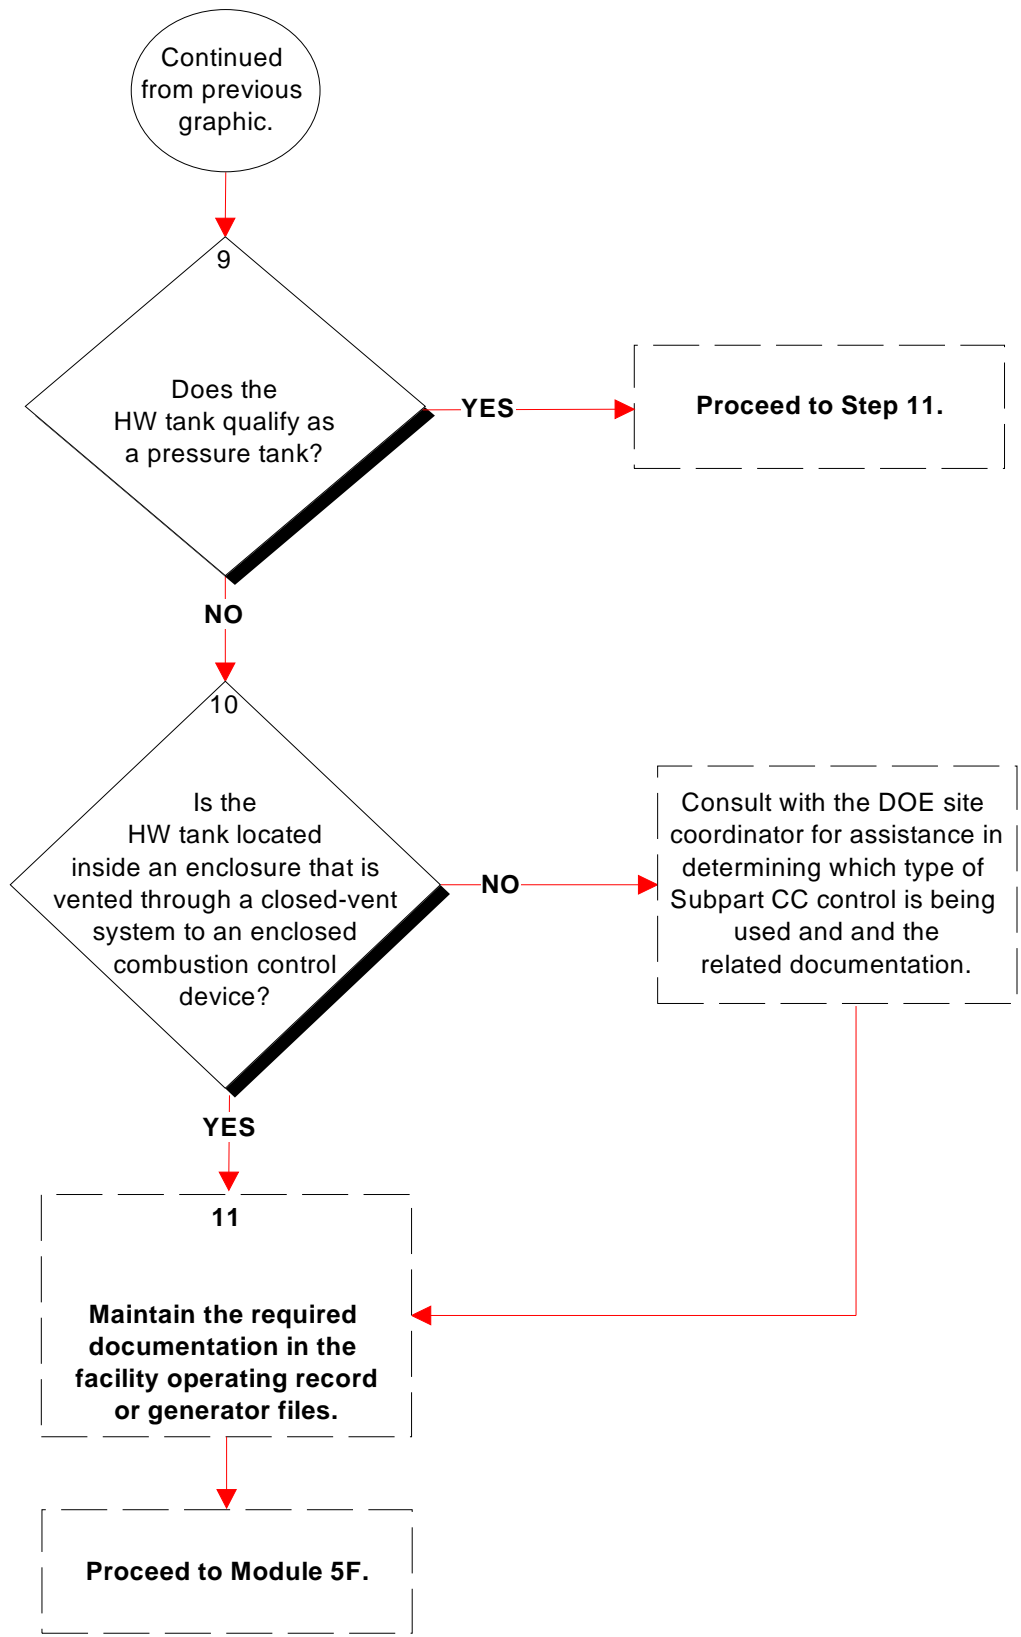 Continued
from previous
graphic.
9
Does the
HW tank qualify as
a pressure tank?
YES
Proceed to Step 11.
NO
10
Is the
HW tank located
inside an enclosure that is
vented through a closed-vent
system to an enclosed
combustion control
device?
NO
Consult with the DOE site
coordinator for assistance in
determining which type of
Subpart CC control is being
used and and the
related documentation.
YES
11
Maintain the required
documentation in the
facility operating record
or generator files.
Proceed to Module 5F.